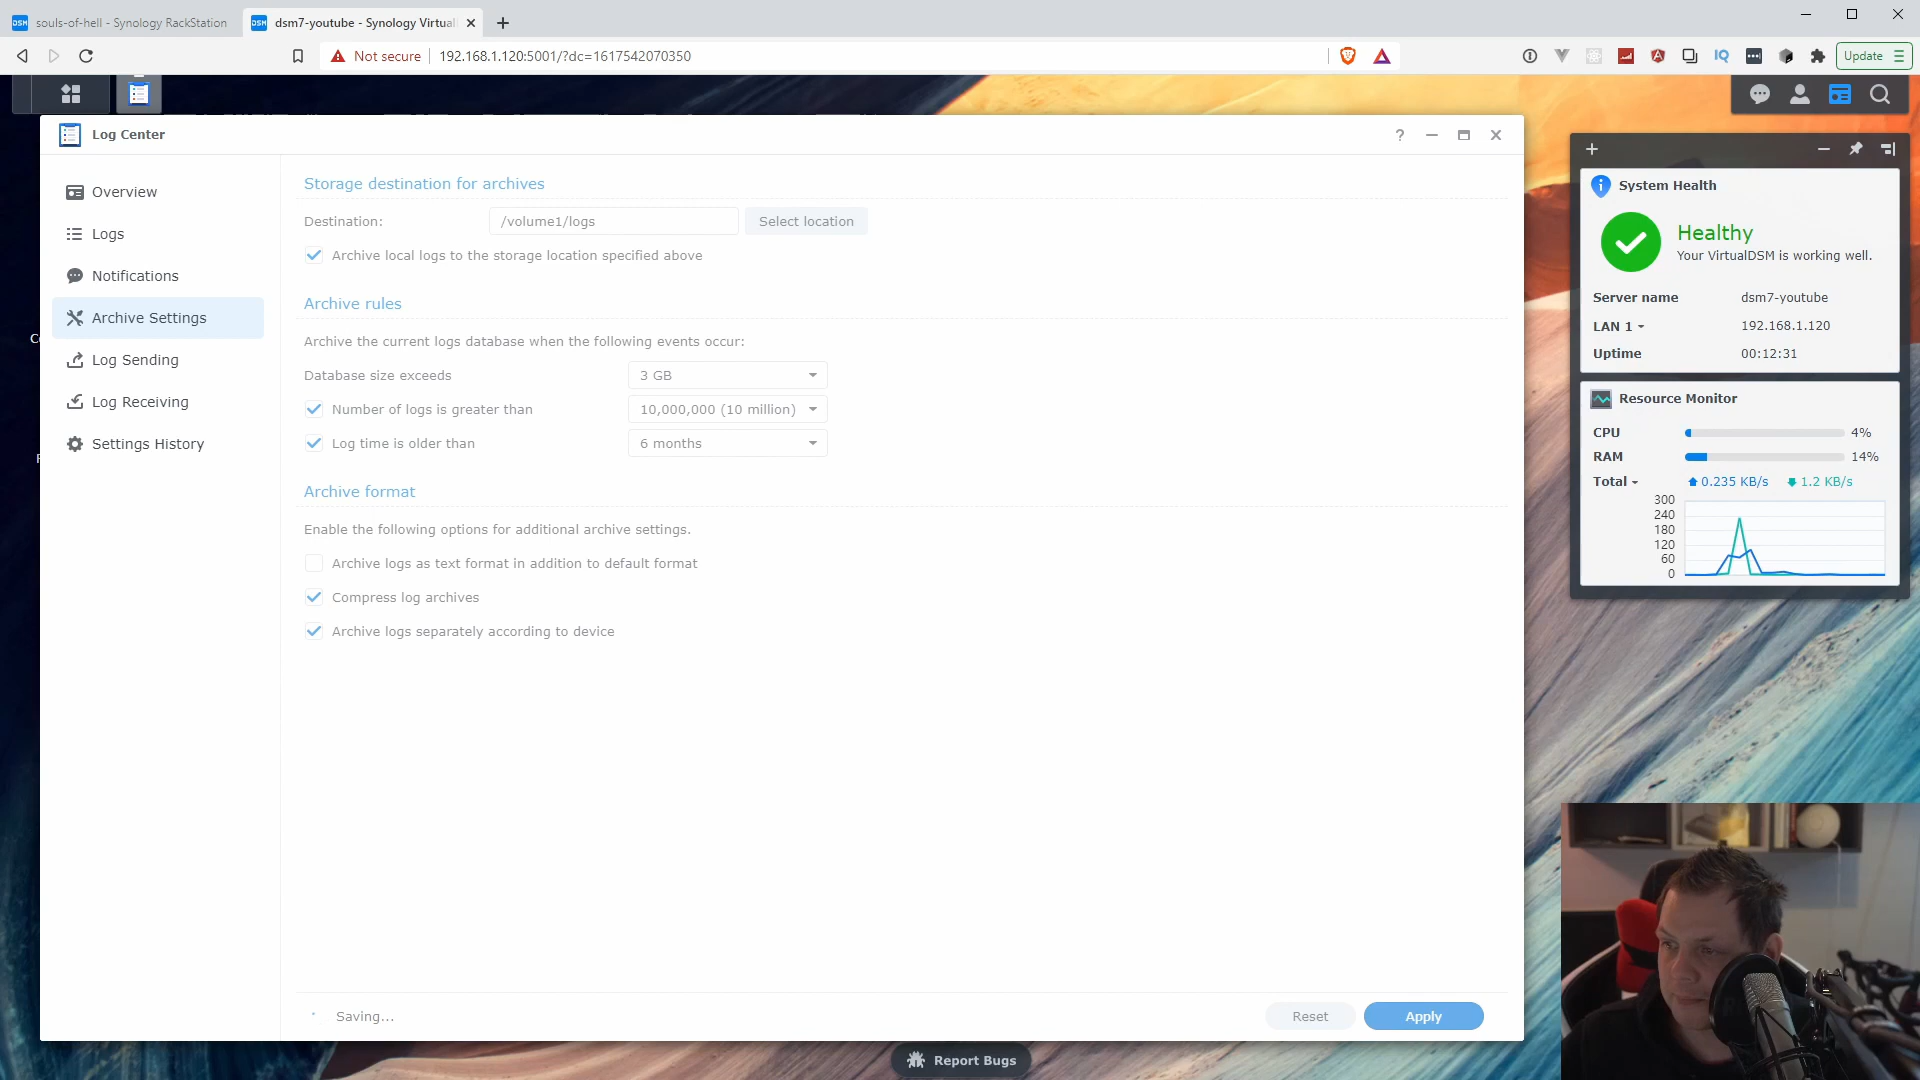 souls-of-hell - Synology RackStation
dsm7-youtube - Synology Virtual
Not secure
192.168.1.120:5001/?dc=1617542070350
Update
Log Center
?
Overview
Logs
Notifications
Archive Settings
Log Sending
Log Receiving
Settings History
Storage destination for archives
Destination:
/volume1/logs
Select location
Archive local logs to the storage location specified above
Archive rules
Archive the current logs database when the following events occur:
Database size exceeds
3 GB
Number of logs is greater than
10,000,000 (10 million)
Log time is older than
6 months
Archive format
Enable the following options for additional archive settings.
Archive logs as text format in addition to default format
Compress log archives
Archive logs separately according to device
Saving...
Reset
Apply
System Health
Healthy
Your VirtualDSM is working well.
Server name
dsm7-youtube
LAN 1
192.168.1.120
Uptime
00:12:31
Resource Monitor
CPU
4%
RAM
14%
Total
0.235 KB/s
1.2 KB/s
300
240
180
120
60
0
Report Bugs